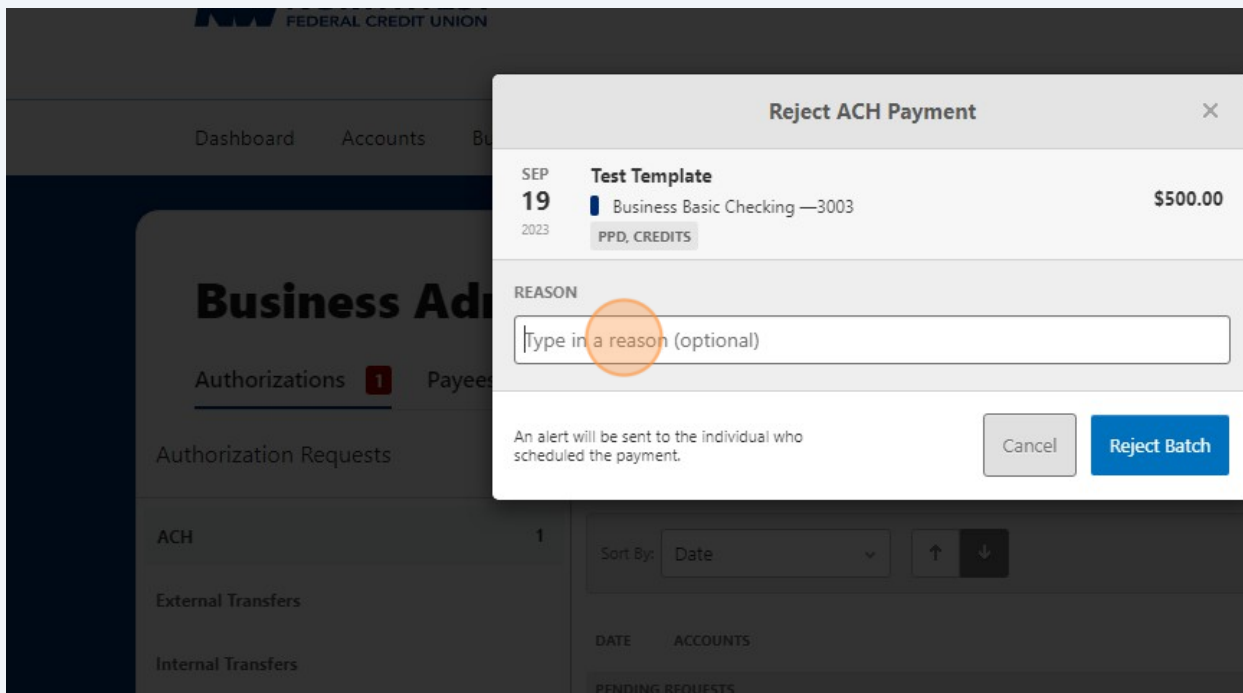 FEDERAL CREDIT UNION
Dashboard Accounts Bu
Business Ad
Authorizations 1 Payees
Authorization Requests
ACH 1
External Transfers
Internal Transfers
Reject ACH Payment ×
SEP
19
2023
Test Template
Business Basic Checking —3003
PPD, CREDITS
$500.00
REASON
Type in a reason (optional)
An alert will be sent to the individual who
scheduled the payment.
Cancel Reject Batch
Sort By: Date
DATE ACCOUNTS
PENDING REQUESTS